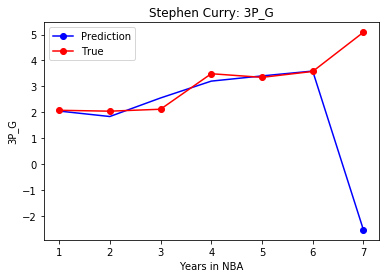 Stephen Curry: 3P_G
Prediction
True
5
4
3
2
1
0
−1
−2
3P_G
1 2 3 4 5 6 7
Years in NBA